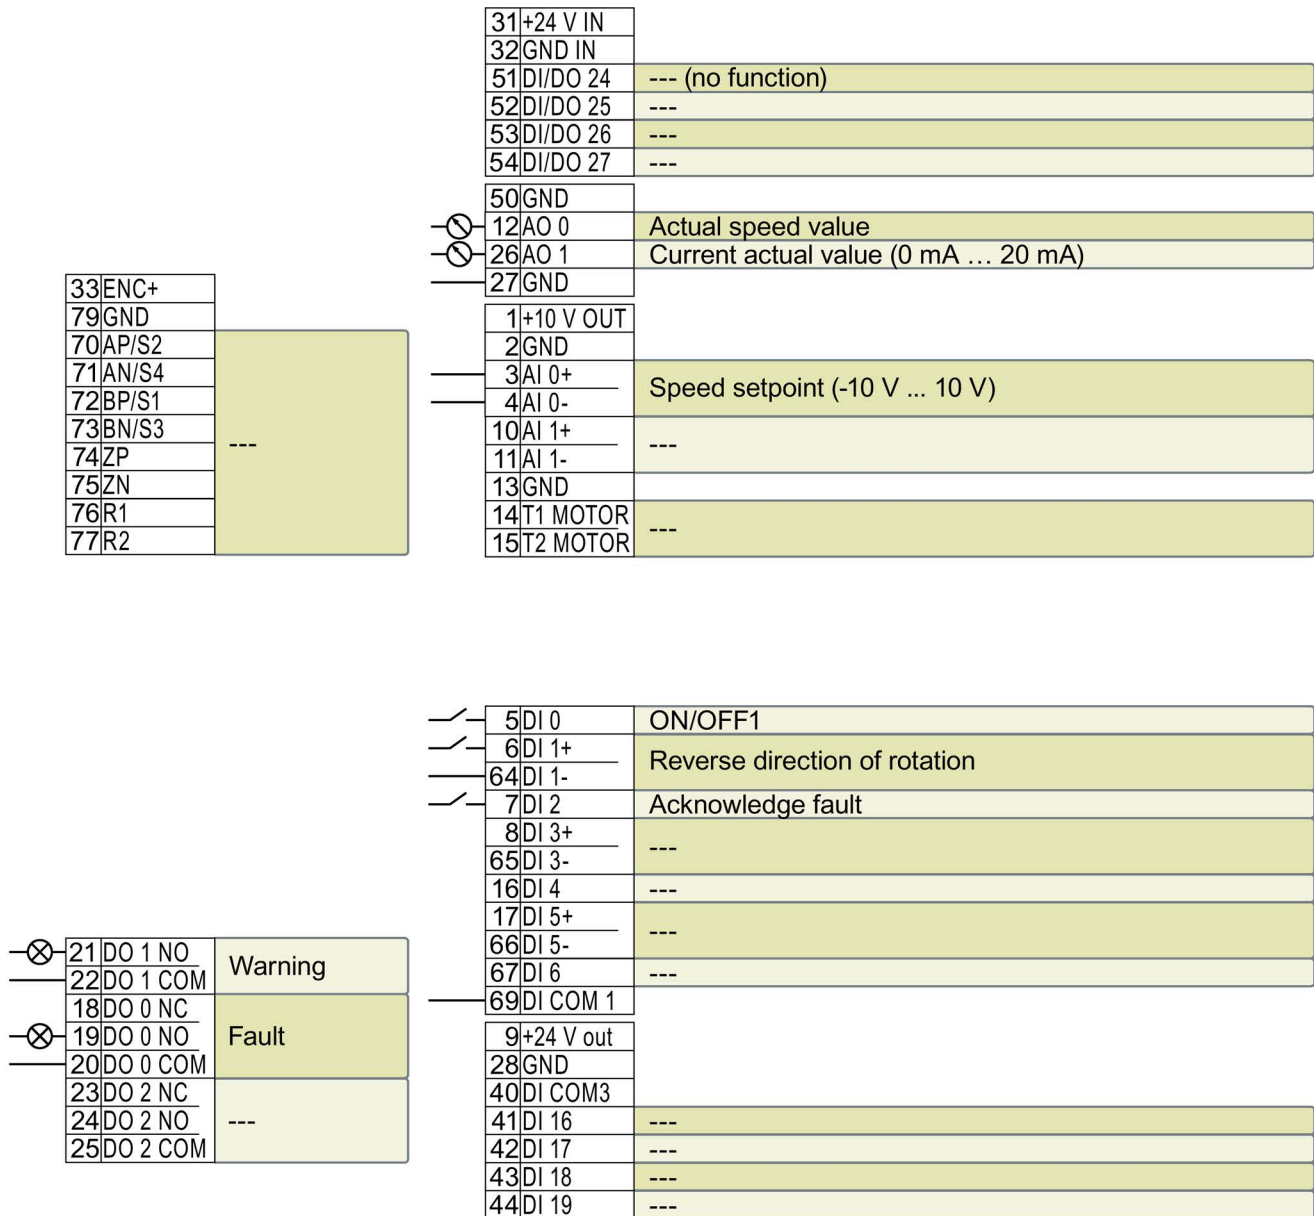 31 +24 V IN
32 GND IN
51 DI/DO 24 --- (no function)
52 DI/DO 25 ---
53 DI/DO 26 ---
54 DI/DO 27 ---
50 GND
12 AO 0 Actual speed value
26 AO 1 Current actual value (0 mA … 20 mA)
27 GND
33 ENC+
79 GND
70 AP/S2
71 AN/S4
72 BP/S1
73 BN/S3
---
74 ZP
75 ZN
76 R1
77 R2
1 +10 V OUT
2 GND
3 AI 0+
Speed setpoint (-10 V ... 10 V)
4 AI 0-
10 AI 1+
---
11 AI 1-
13 GND
14 T1 MOTOR
---
15 T2 MOTOR
5 DI 0 ON/OFF1
6 DI 1+
Reverse direction of rotation
64 DI 1-
7 DI 2 Acknowledge fault
8 DI 3+
---
65 DI 3-
16 DI 4 ---
17 DI 5+
---
66 DI 5-
67 DI 6 ---
69 DI COM 1
21 DO 1 NO
Warning
22 DO 1 COM
18 DO 0 NC
19 DO 0 NO Fault
20 DO 0 COM
23 DO 2 NC
24 DO 2 NO ---
25 DO 2 COM
9 +24 V out
28 GND
40 DI COM3
41 DI 16 ---
42 DI 17 ---
43 DI 18 ---
44 DI 19 ---